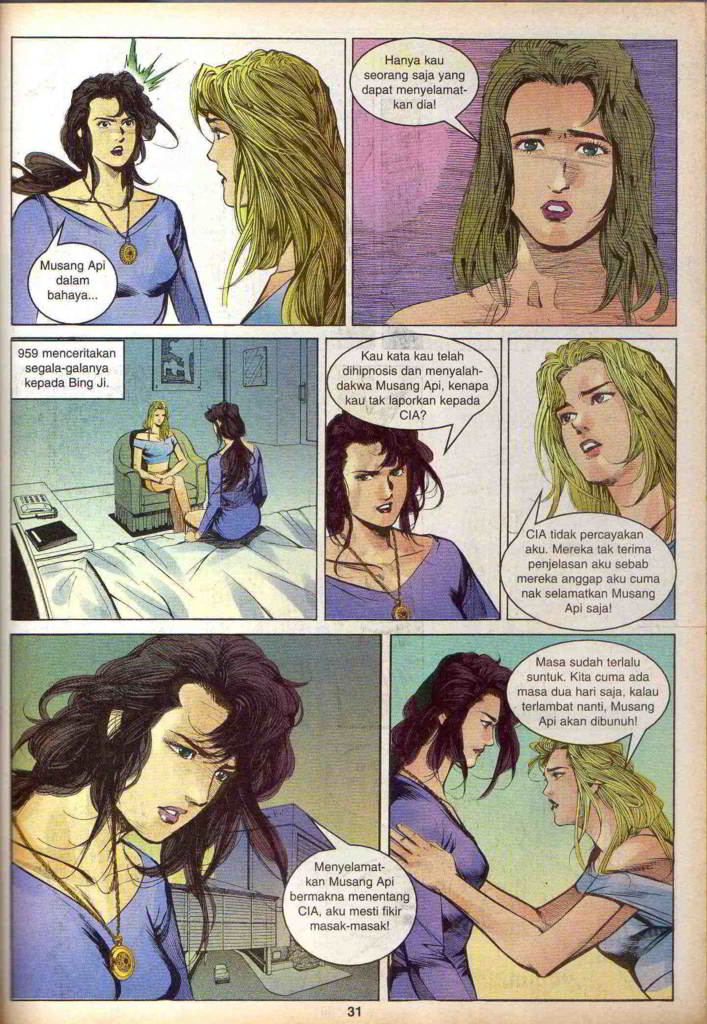 Musang Api
dalam
bahaya...
Hanya kau
seorang saja yang
dapat menyelamat-
kan dia!
959 menceritakan
segala-galanya
kepada Bing Ji.
Kau kata kau telah
dihipnosis dan menyalah-
dakwa Musang Api, kenapa
kau tak laporkan kepada
CIA?
CIA tidak percayakan
aku. Mereka tak terima
penjelasan aku sebab
mereka anggap aku cuma
nak selamatkan Musang
Api saja!
Menyelamat-
kan Musang Api
bermakna menentang
CIA, aku mesti fikir
masak-masak!
Masa sudah terlalu
suntuk. Kita cuma ada
masa dua hari saja, kalau
terlambat nanti, Musang
Api akan dibunuh!
31